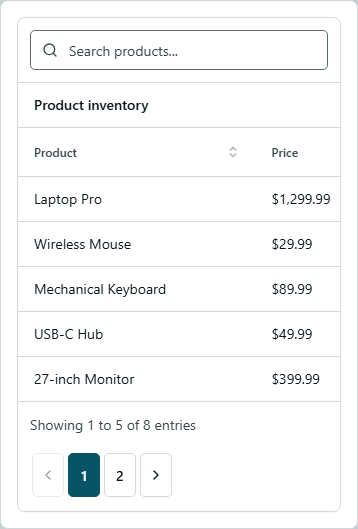 Search products...
Product inventory
Product Price
Laptop Pro $1,299.99
Wireless Mouse $29.99
Mechanical Keyboard $89.99
USB-C Hub $49.99
27-inch Monitor $399.99
Showing 1 to 5 of 8 entries
1 2